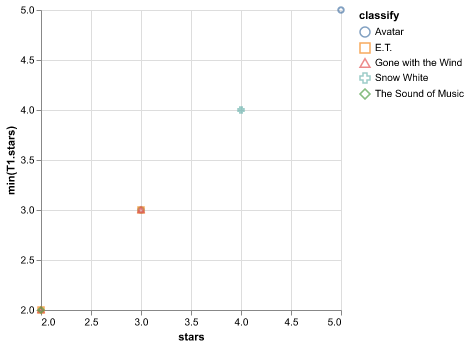 5.0
4.5
4.0
3.5
3.0
2.5
2.0
min(T1.stars)
2.0 2.5 3.0 3.5 4.0 4.5 5.0
stars
classify
Avatar
E.T.
Gone with the Wind
Snow White
The Sound of Music